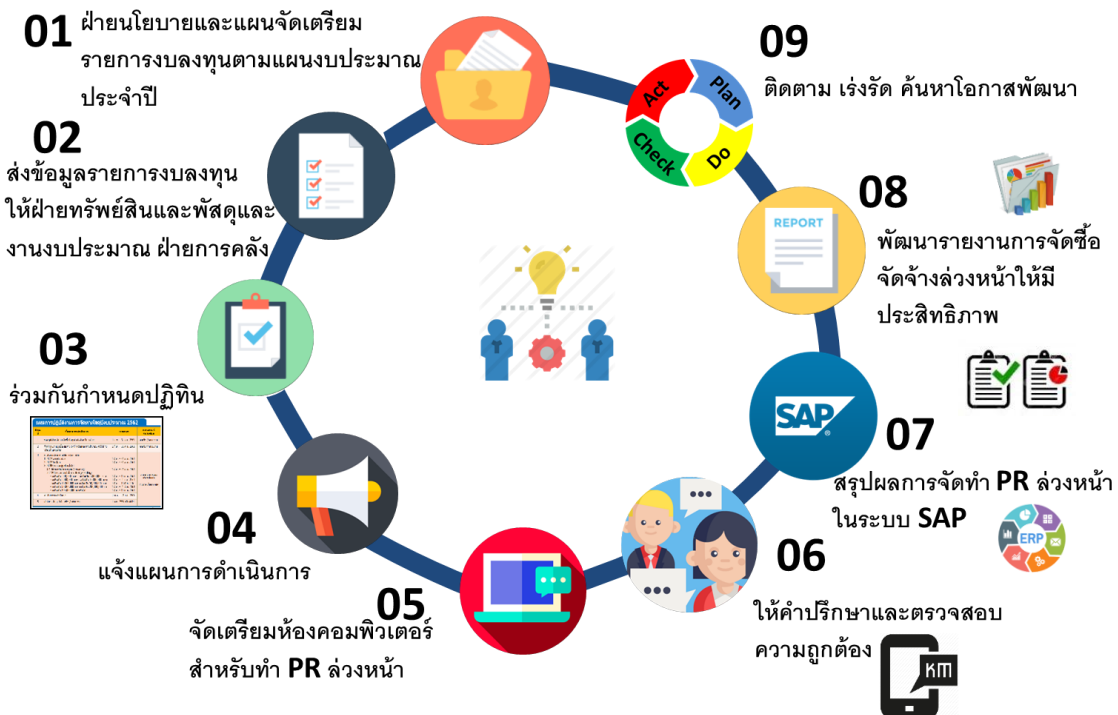 01 ฝ่ายนโยบายและแผนจัดเตรียม
รายการงบลงทุนตามแผนงบประมาณ
ประจำปี
02
ส่งข้อมูลรายการงบลงทุน
ให้ฝ่ายทรัพย์สินและพัสดุและ
งานงบประมาณ ฝ่ายการคลัง
03
ร่วมกันกำหนดปฏิทิน
04
แจ้งแผนการดำเนินการ
05
จัดเตรียมห้องคอมพิวเตอร์
สำหรับทำ PR ล่วงหน้า
06
ให้คำปรึกษาและตรวจสอบ
ความถูกต้อง
KM
07
สรุปผลการจัดทำ PR ล่วงหน้า
ในระบบ SAP
ERP
SAP
08
พัฒนารายงานการจัดซื้อ
จัดจ้างล่วงหน้าให้มี
ประสิทธิภาพ
REPORT
09
ติดตาม เร่งรัด ค้นหาโอกาสพัฒนา
Act
Plan
Check
Do